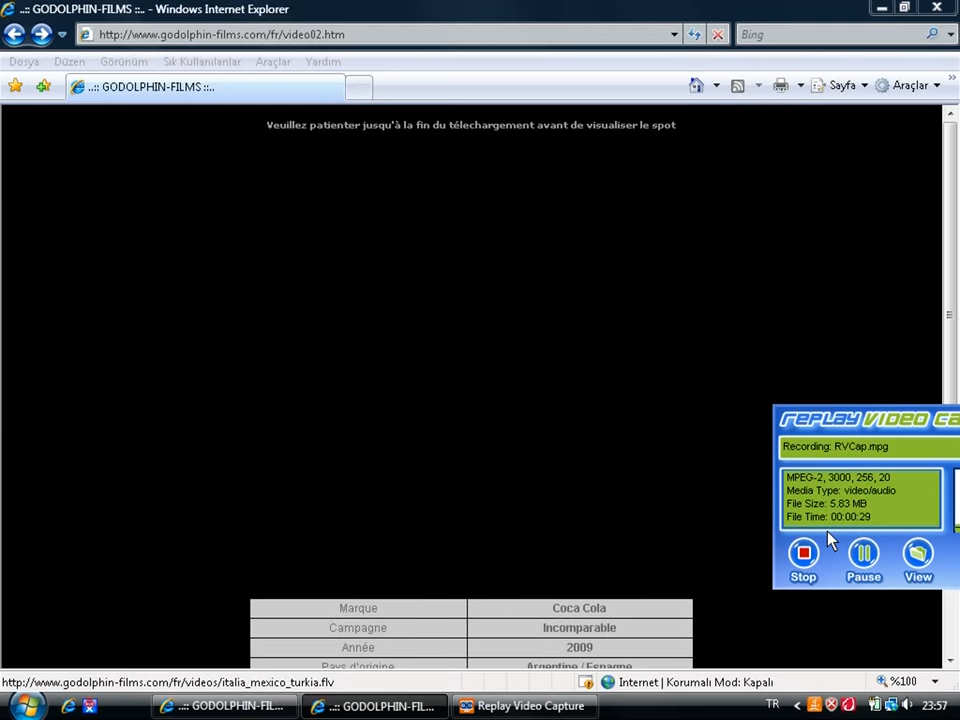 ..:: GODOLPHIN-FILMS ::.. - Windows Internet Explorer
http://www.godolphin-films.com/fr/video02.htm
Bing
Dosya Düzen Görünüm Sık Kullanılanlar Araçlar Yardım
..:: GODOLPHIN-FILMS ::..
Sayfa
Araçlar
Veuillez patienter jusqu'à la fin du télechargement avant de visualiser le spot
REPLAY VIDEO CA
Recording: RVCap.mpg
MPEG-2, 3000, 256, 20
Media Type: video/audio
File Size: 5.83 MB
File Time: 00:00:29
Stop Pause View
Marque Coca Cola
Campagne Incomparable
Année 2009
Pays d'origine Argentine / Espagne
http://www.godolphin-films.com/fr/videos/italia_mexico_turkia.flv
Internet | Korumalı Mod: Kapalı
%100
..:: GODOLPHIN-FIL...
..:: GODOLPHIN-FIL...
Replay Video Capture
TR
23:57